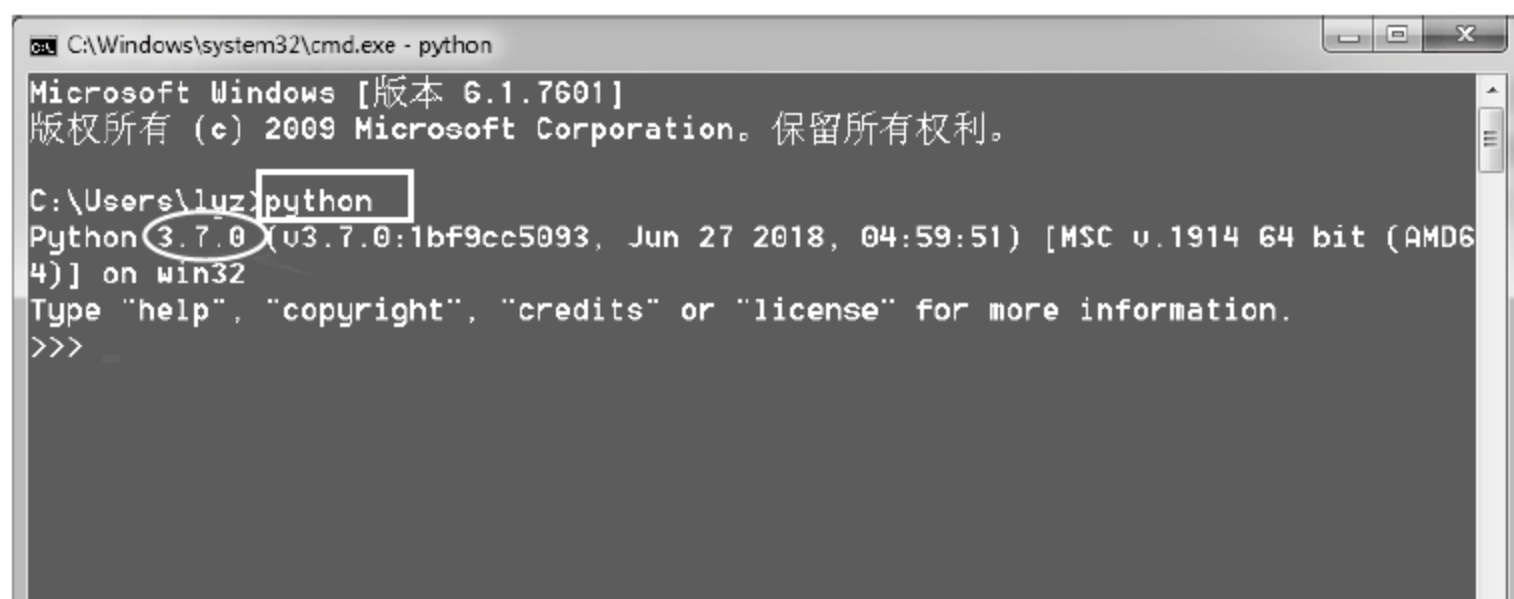 C:\Windows\system32\cmd.exe - python
Microsoft Windows [版本 6.1.7601]
版权所有 (c) 2009 Microsoft Corporation。保留所有权利。
C:\Users\lyz>python
Python 3.7.0 (v3.7.0:1bf9cc5093, Jun 27 2018, 04:59:51) [MSC v.1914 64 bit (AMD6
4)] on win32
Type "help", "copyright", "credits" or "license" for more information.
>>> _